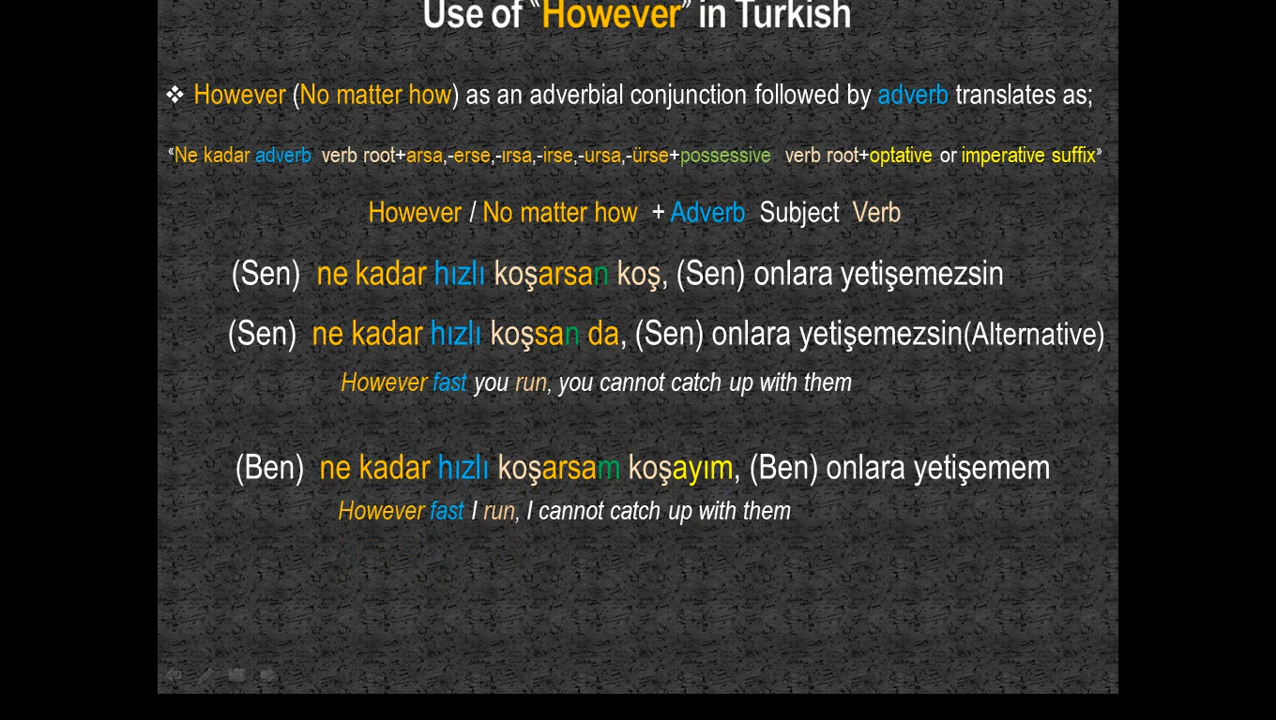 Use of “However” in Turkish
❖ However (No matter how) as an adverbial conjunction followed by adverb translates as;
“Ne kadar adverb verb root+arsa,-erse,-ırsa,-irse,-ursa,-ürse+possessive verb root+optative or imperative suffix”
However / No matter how + Adverb Subject Verb
(Sen) ne kadar hızlı koşarsan koş, (Sen) onlara yetişemezsin
(Sen) ne kadar hızlı koşsan da, (Sen) onlara yetişemezsin(Alternative)
However fast you run, you cannot catch up with them
(Ben) ne kadar hızlı koşarsam koşayım, (Ben) onlara yetişemem
However fast I run, I cannot catch up with them